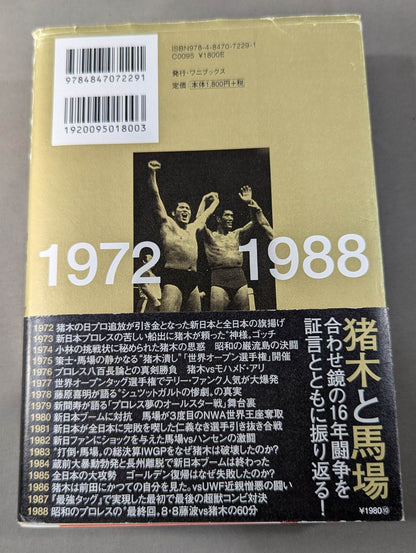 ISBN978-4-8470-7229-1
C0095 ¥1800E
発行・ワニブックス
定価 本体1,800円+税
9784847072291
1920095018003
1972
1988
1972 猪木の日プロ追放が引き金となった新日本と全日本の旗揚げ
1973 新日本プロレスの苦しい船出に猪木が頼った“神様”ゴッチ
1974 小林の挑戦状に秘められた猪木の思惑 昭和の巌流島の決闘
1975 策士・馬場の静かなる“猪木潰し”「世界オープン選手権」開催
1976 プロレス八百長論との真剣勝負 猪木vsモハメド・アリ
1977 世界オープンタッグ選手権でテリー・ファンク人気が大爆発
1978 藤原喜明が語る「シュツットガルトの惨劇」の真実
1979 新間寿が語る「プロレス夢のオールスター戦」舞台裏
1980 新日本ブームに対抗 馬場が3度目のNWA世界王座奪取
1981 新日本が全日本に宣戦布告
1982 新日ファンにショックを与えた馬場vsハンセンの激闘
1983 “打倒・馬場”の総決算IWGPをなぜ猪木は破壊したのか?
1984 蔵前大暴動勃発と長州離脱で新日本ブームは終わった
1985 全日本の大攻勢 ゴールデン復帰はなぜ失敗したのか?
1986 猪木は前田にかつての自分を見た。vsUWF近親憎悪の闘い
1987 『最強タッグ』で実現した最初で最後の超獣コンビ対決
1988 昭和のプロレスの“最終回”8・8藤波vs猪木の60分
猪木と馬場
合わせ鏡の16年闘争を
証言とともに振り返る!
¥1980⑩